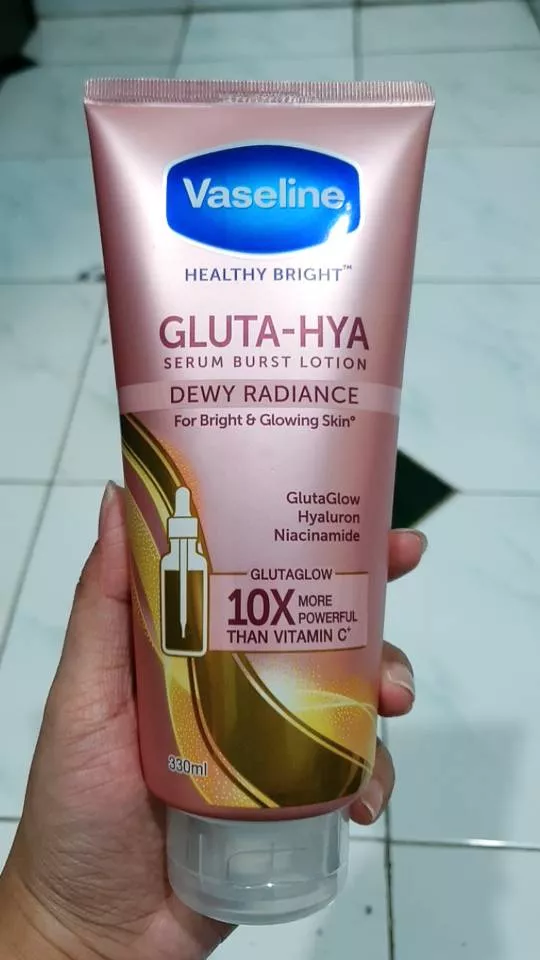 Vaseline
HEALTHY BRIGHT™
GLUTA-HYA
SERUM BURST LOTION
DEWY RADIANCE
For Bright & Glowing Skin°
GlutaGlow
Hyaluron
Niacinamide
GLUTAGLOW
10X MORE
POWERFUL
THAN VITAMIN C⁺
330ml